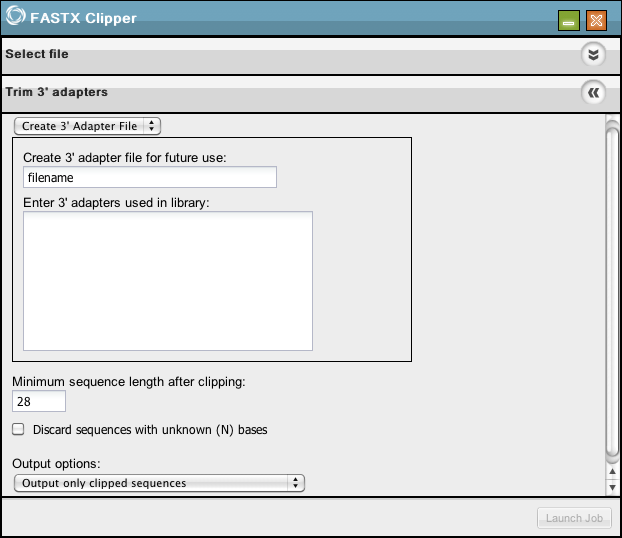 FASTX Clipper
Select file
Trim 3' adapters
Create 3' Adapter File
Create 3' adapter file for future use:
filename
Enter 3' adapters used in library:
Minimum sequence length after clipping:
28
Discard sequences with unknown (N) bases
Output options:
Output only clipped sequences
Launch Job